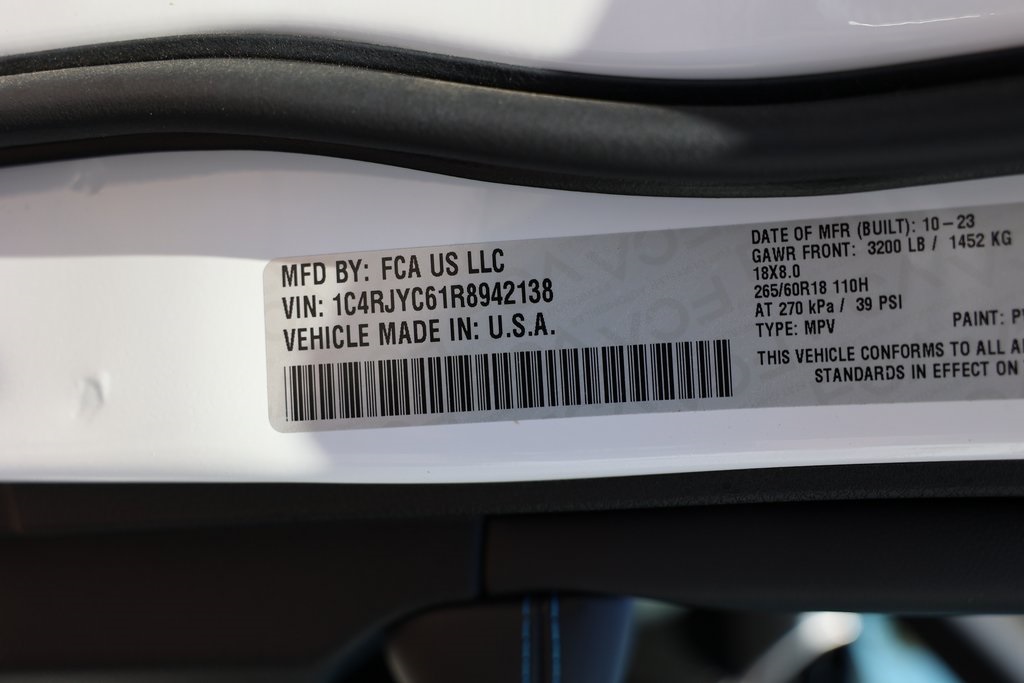 MFD BY: FCA US LLC
VIN: 1C4RJYC61R8942138
VEHICLE MADE IN: U.S.A.
DATE OF MFR (BUILT): 10-23
GAWR FRONT: 3200 LB / 1452 KG
18X8.0
265/60R18 110H
AT 270 kPa / 39 PSI
TYPE: MPV
PAINT:
THIS VEHICLE CONFORMS TO ALL
STANDARDS IN EFFECT ON